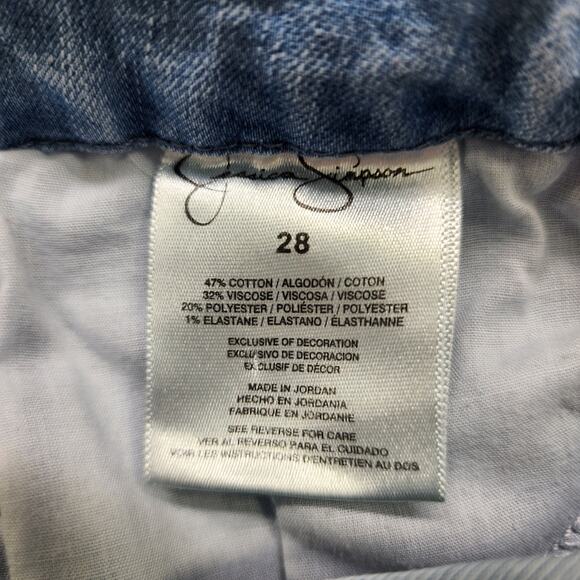 Jessica Simpson
28
47% COTTON / ALGODÓN / COTON
32% VISCOSE / VISCOSA / VISCOSE
20% POLYESTER / POLIÉSTER / POLYESTER
1% ELASTANE / ELASTANO / ÉLASTHANNE
EXCLUSIVE OF DECORATION
EXCLUSIVO DE DECORACION
EXCLUSIF DE DÉCOR
MADE IN JORDAN
HECHO EN JORDANIA
FABRIQUE EN JORDANIE
SEE REVERSE FOR CARE
VER AL REVERSO PARA EL CUIDADO
VOIR LES INSTRUCTIONS D'ENTRETIEN AU DOS